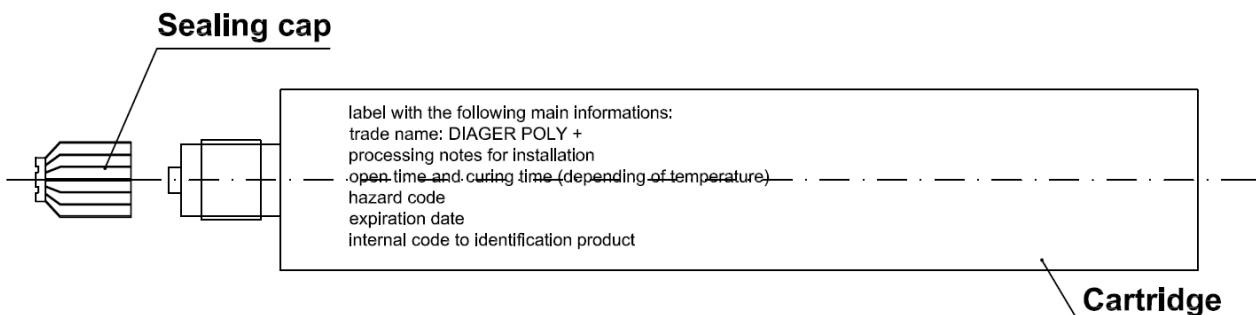 Sealing cap
label with the following main informations:
trade name: DIAGER POLY +
processing notes for installation
open time and curing time (depending of temperature)
hazard code
expiration date
internal code to identification product
Cartridge